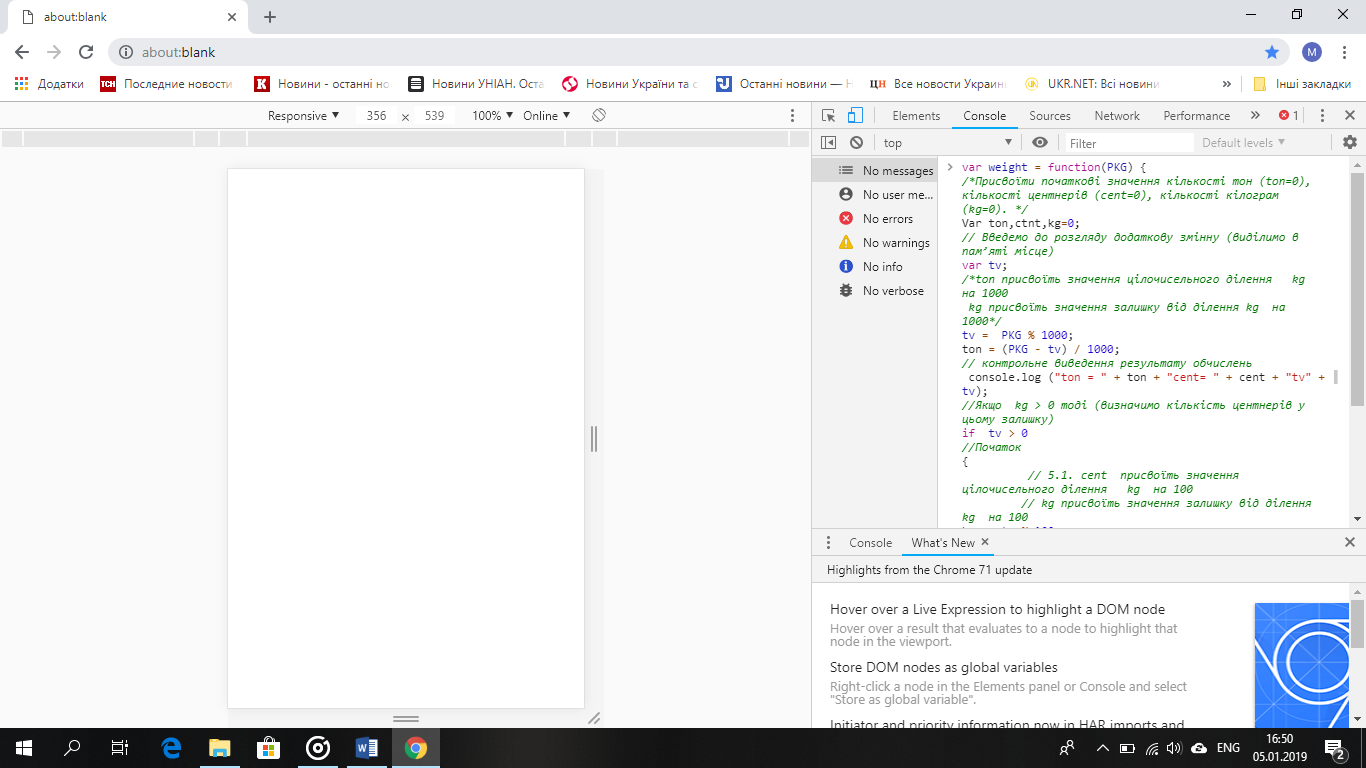 about:blank
about:blank
M
Додатки
ТСН
Последние новости
Новини - останні но
Новини УНІАН. Оста
Новини України та с
Останні новини — Н
ЦН
Все новости Украин
UKR.NET: Всі новини
»
Інші закладки
Responsive
356 x 539
100%
Online
Elements
Console
Sources
Network
Performance
»
1
top
Filter
Default levels
No messages
No user me...
No errors
No warnings
No info
No verbose
> var weight = function(PKG) {
/*Присвоїти початкові значення кількості тон (ton=0),
кількості центнерів (cent=0), кількості кілограм
(kg=0). */
Var ton,ctnt,kg=0;
// Введемо до розгляду додаткову змінну (виділимо в
пам’яті місце)
var tv;
/*ton присвоїть значення цілочисельного ділення kg
на 1000
kg присвоїть значення залишку від ділення kg на
1000*/
tv = PKG % 1000;
ton = (PKG - tv) / 1000;
// контрольне виведення результату обчислень
console.log ("ton = " + ton + "cent= " + cent + "tv" +
tv);
//Якщо kg > 0 тоді (визначимо кількість центнерів у
цьому залишку)
if tv > 0
//Початок
{
// 5.1. cent присвоїть значення
цілочисельного ділення kg на 100
// kg присвоїть значення залишку від ділення
kg на 100
Console
What's New
Highlights from the Chrome 71 update
Hover over a Live Expression to highlight a DOM node
Hover over a result that evaluates to a node to highlight that
node in the viewport.
Store DOM nodes as global variables
Right-click a node in the Elements panel or Console and select
"Store as global variable".
Initiator and priority information now in HAR imports and
ENG
16:50
05.01.2019
2